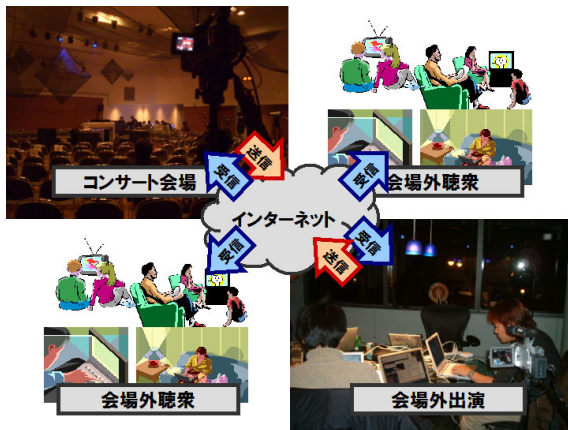 送信
受信
受信
コンサート会場
会場外聴衆
インターネット
受信
受信
送信
会場外聴衆
会場外出演